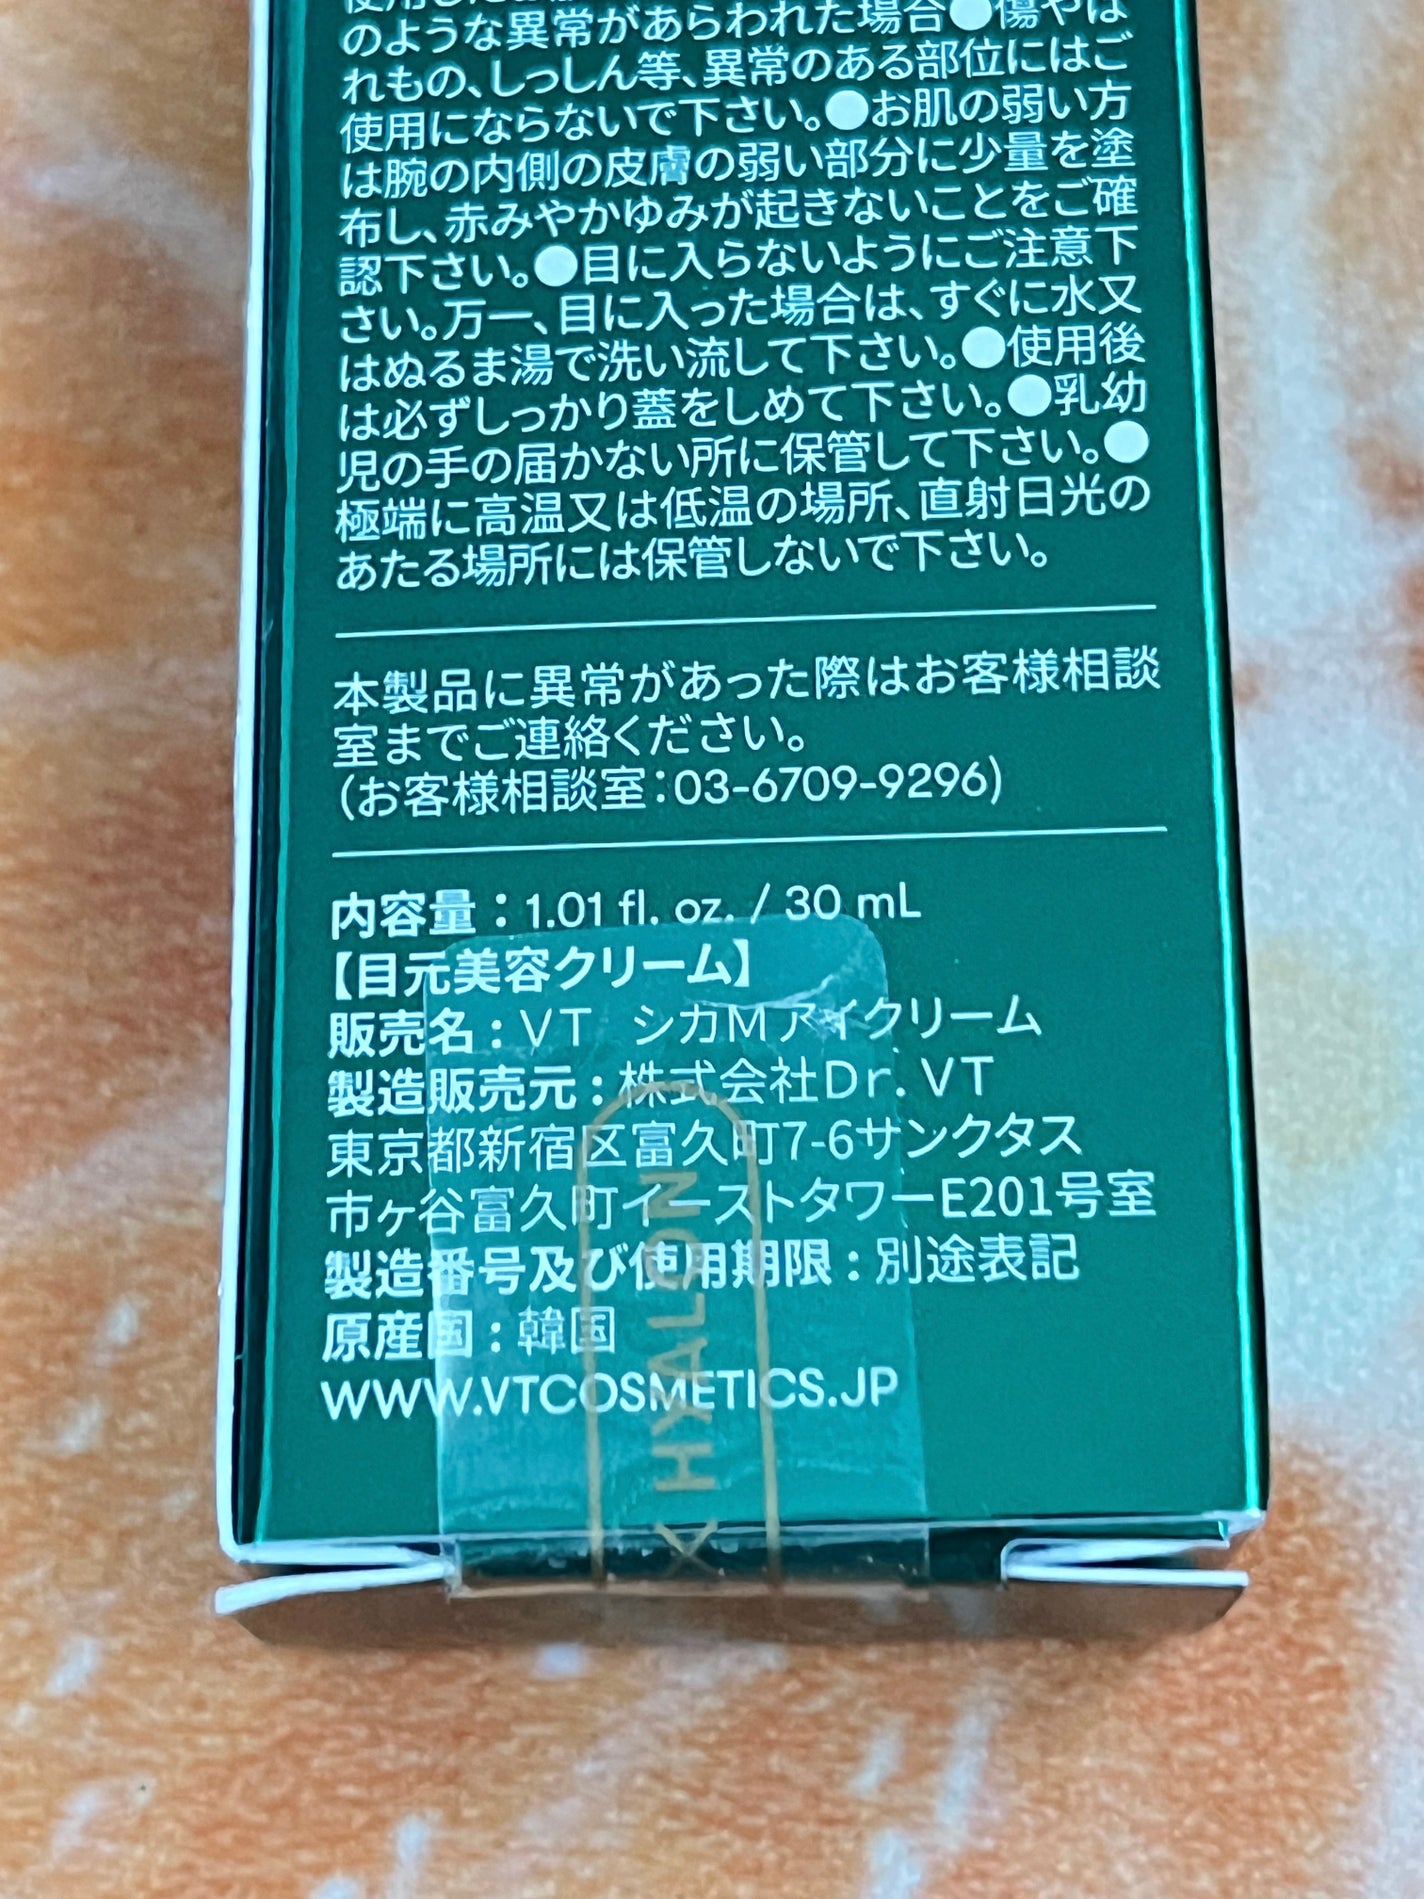 のような異常があらわれた場合●傷やは
れもの、しっしん等、異常のある部位にはご
使用にならないで下さい。●お肌の弱い方
は腕の内側の皮膚の弱い部分に少量を塗
布し、赤みやかゆみが起きないことをご確
認下さい。●目に入らないようにご注意下
さい。万一、目に入った場合は、すぐに水又
はぬるま湯で洗い流して下さい。●使用後
は必ずしっかり蓋をしめて下さい。●乳幼
児の手の届かない所に保管して下さい。●
極端に高温又は低温の場所、直射日光の
あたる場所には保管しないで下さい。
本製品に異常があった際はお客様相談
室までご連絡ください。
(お客様相談室：03-6709-9296)
内容量：1.01 fl. oz. / 30 mL
【目元美容クリーム】
販売名：ＶＴ　シカＭアイクリーム
製造販売元：株式会社Ｄｒ．ＶＴ
東京都新宿区富久町7-6サンクタス
市ヶ谷富久町イーストタワーE201号室
製造番号及び使用期限：別途表記
原産国：韓国
WWW.VTCOSMETICS.JP
X HYALON